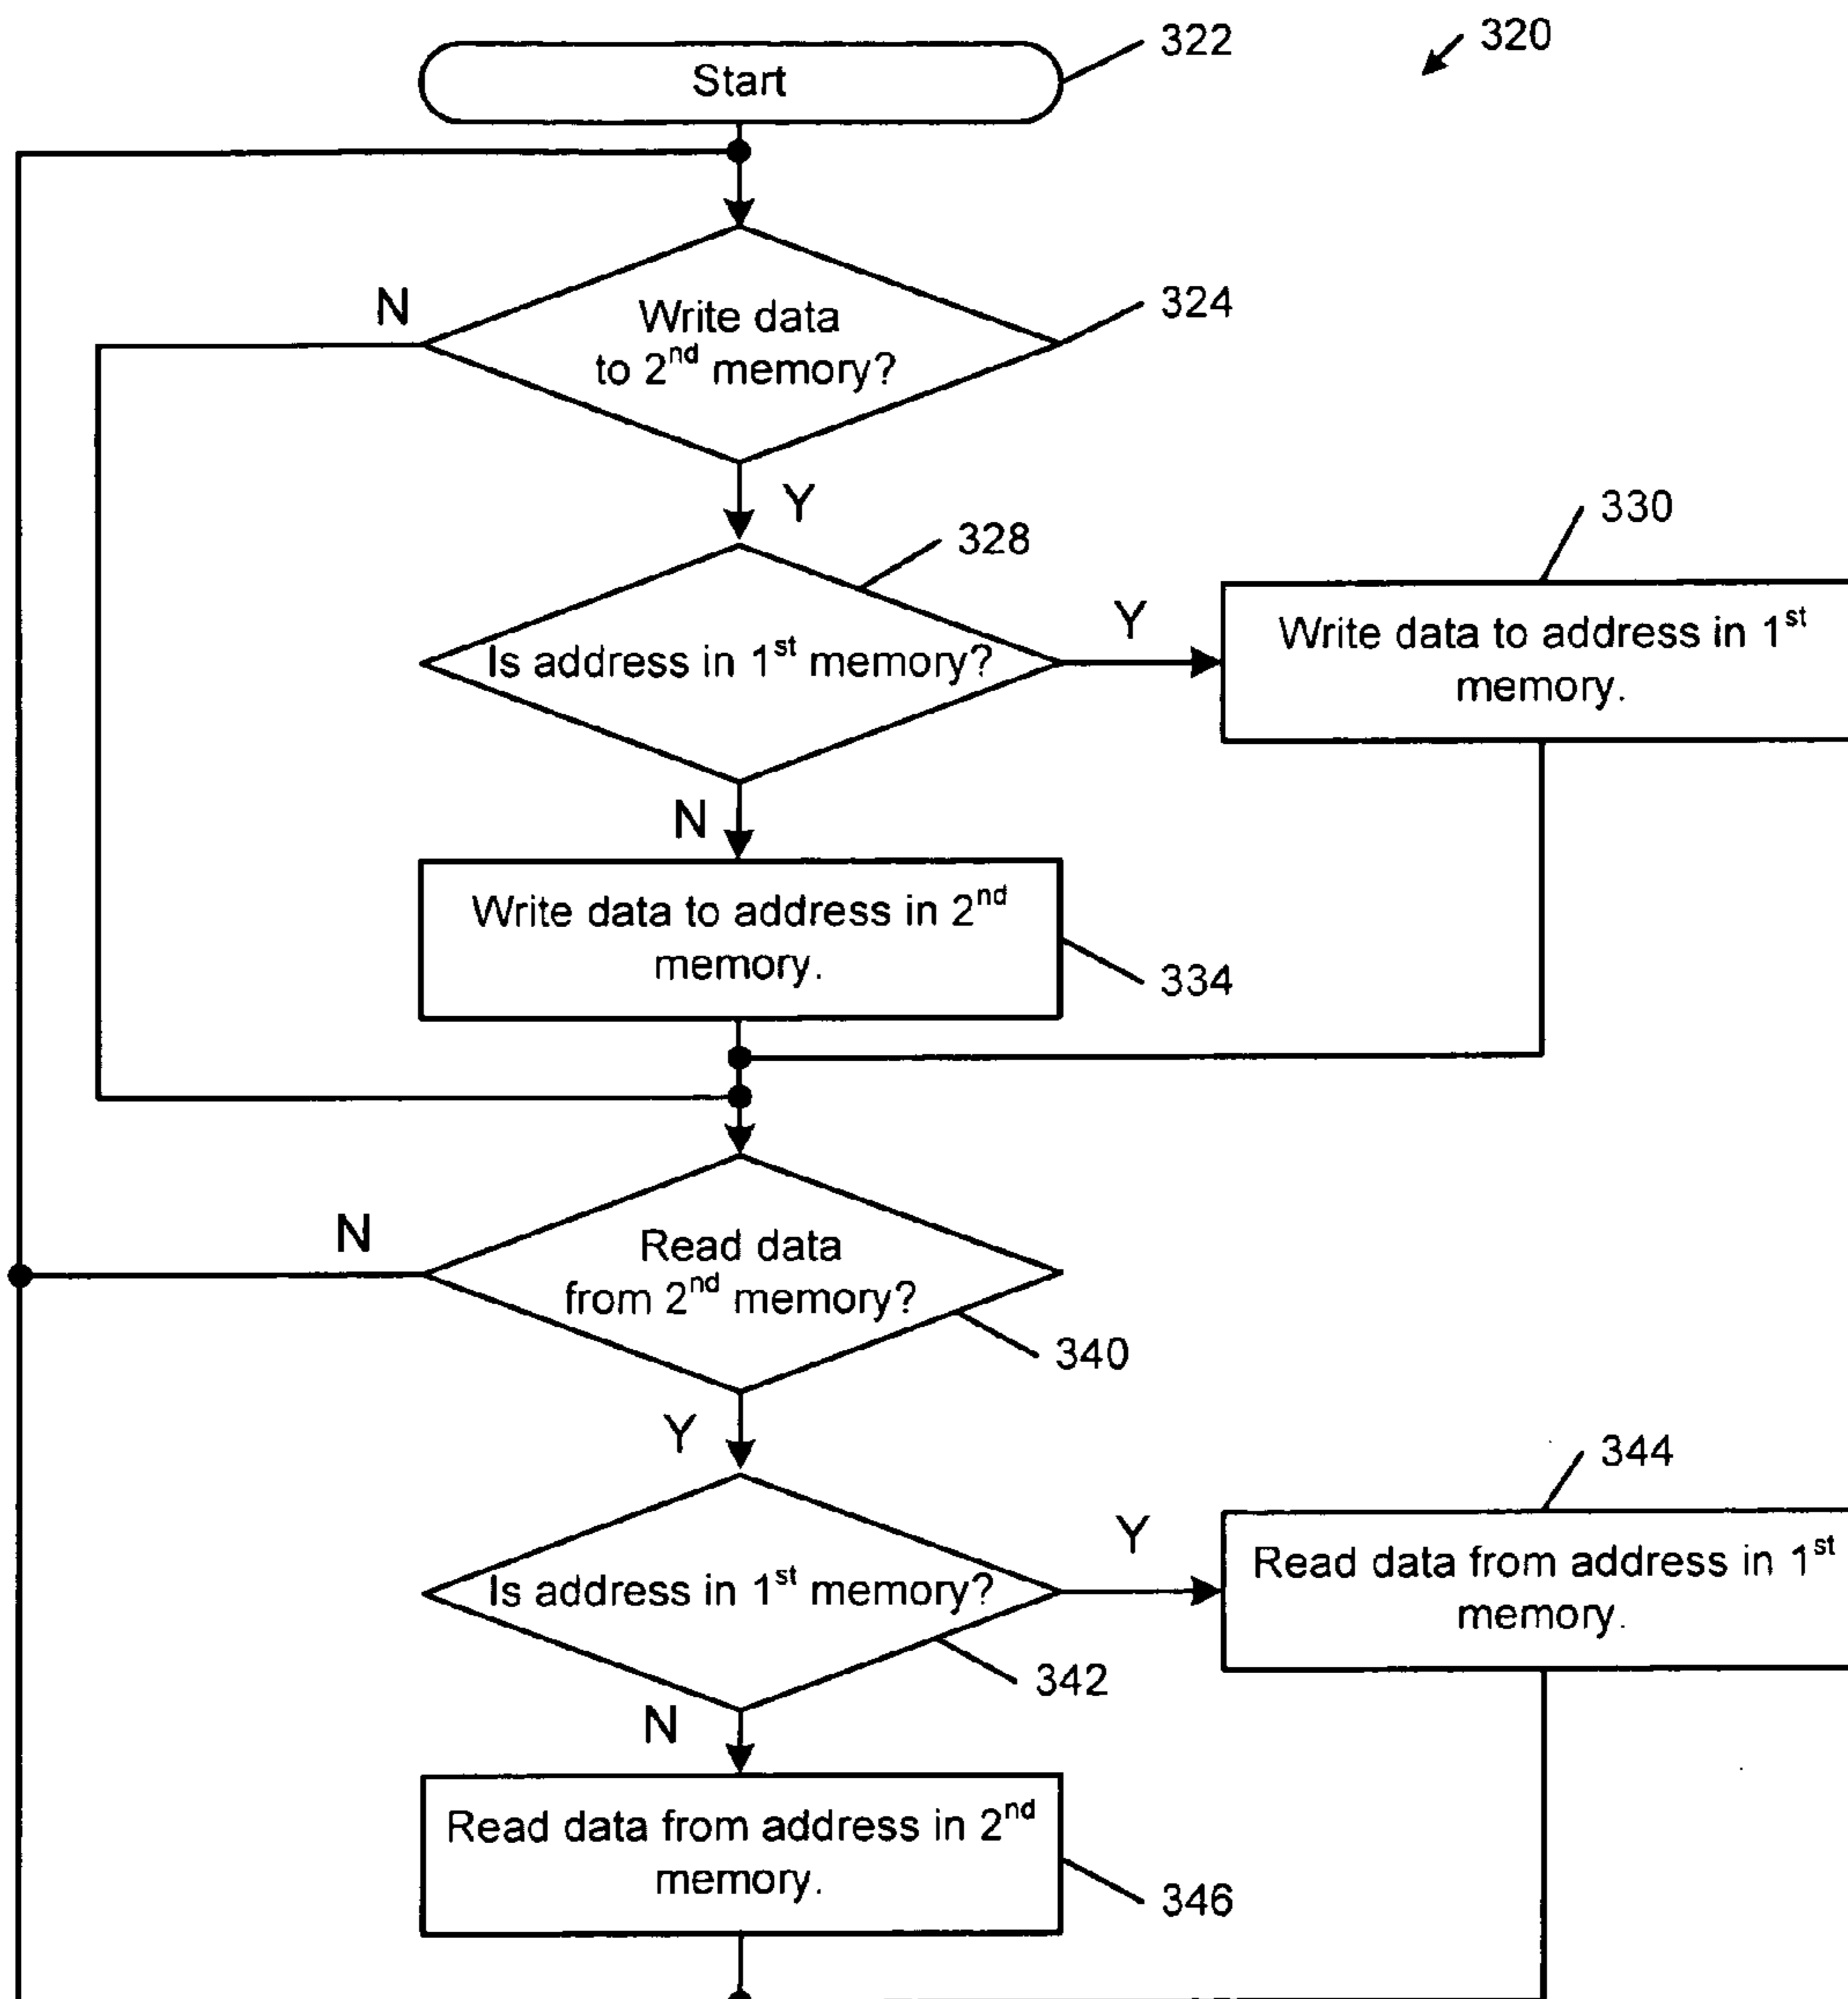 320
322
Start
N
Write data
to 2nd memory?
324
Y
328
330
Is address in 1st memory?
Y
Write data to address in 1st
memory.
N
Write data to address in 2nd
memory.
334
N
Read data
from 2nd memory?
340
Y
344
Is address in 1st memory?
Y
Read data from address in 1st
memory.
342
N
Read data from address in 2nd
memory.
346